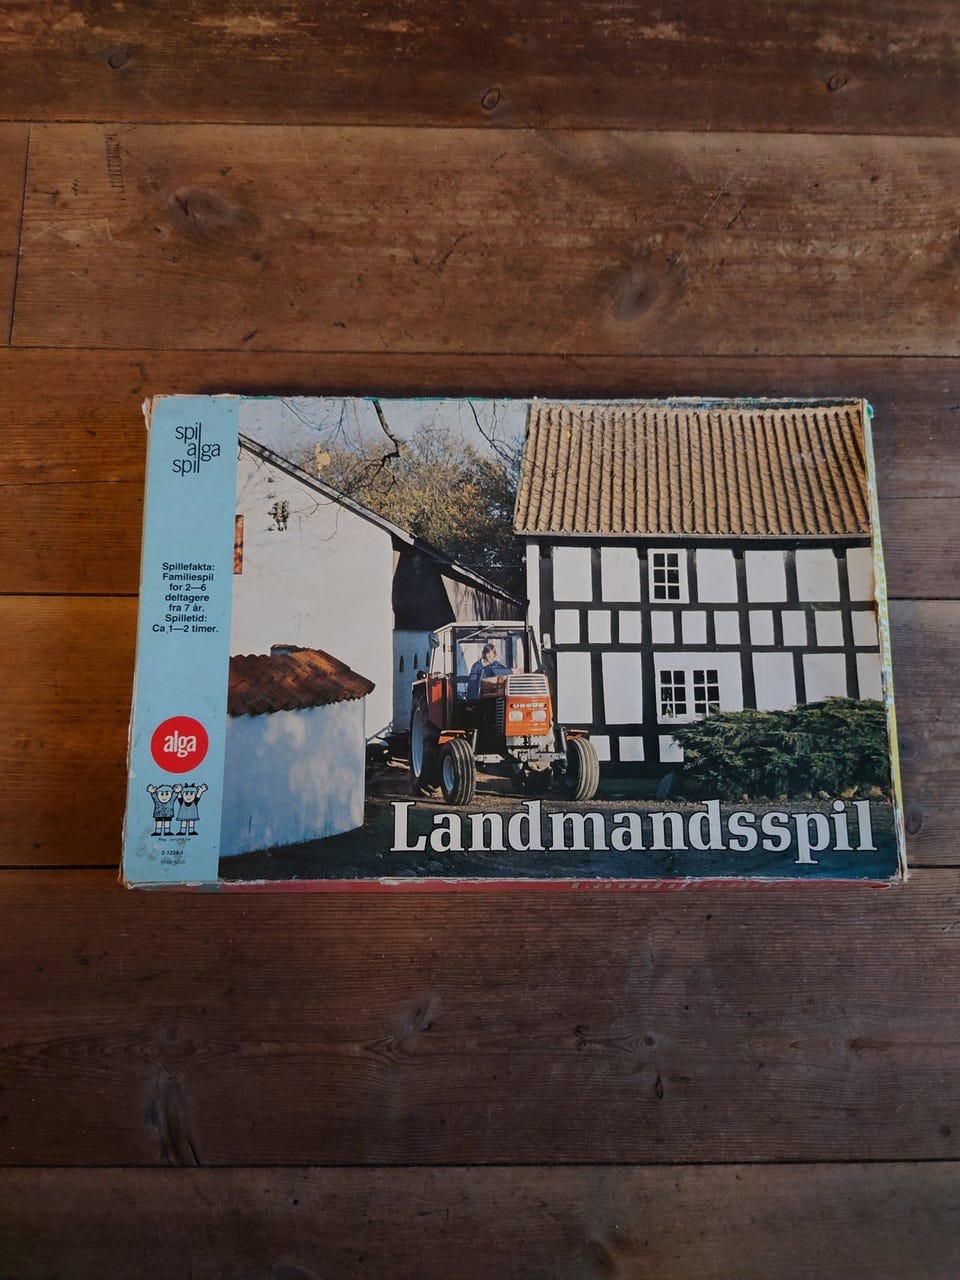 spil
alga
spil
Spillefakta:
Familiespil
for 2—6
deltagere
fra 7 år.
Spilletid:
Ca 1—2 timer.
alga
URSUS
Landmandsspil